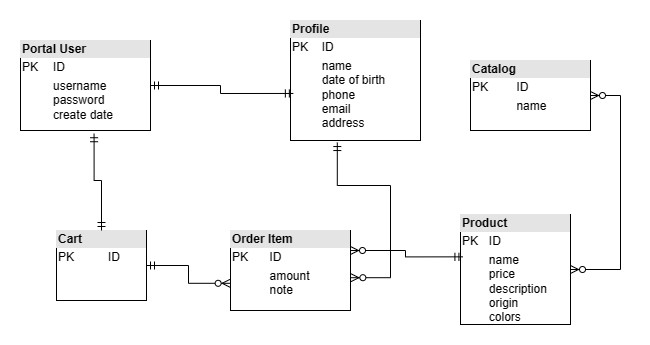 Portal User
PK ID
username
password
create date
Profile
PK ID
name
date of birth
phone
email
address
Catalog
PK ID
name
Cart
PK ID
Order Item
PK ID
amount
note
Product
PK ID
name
price
description
origin
colors